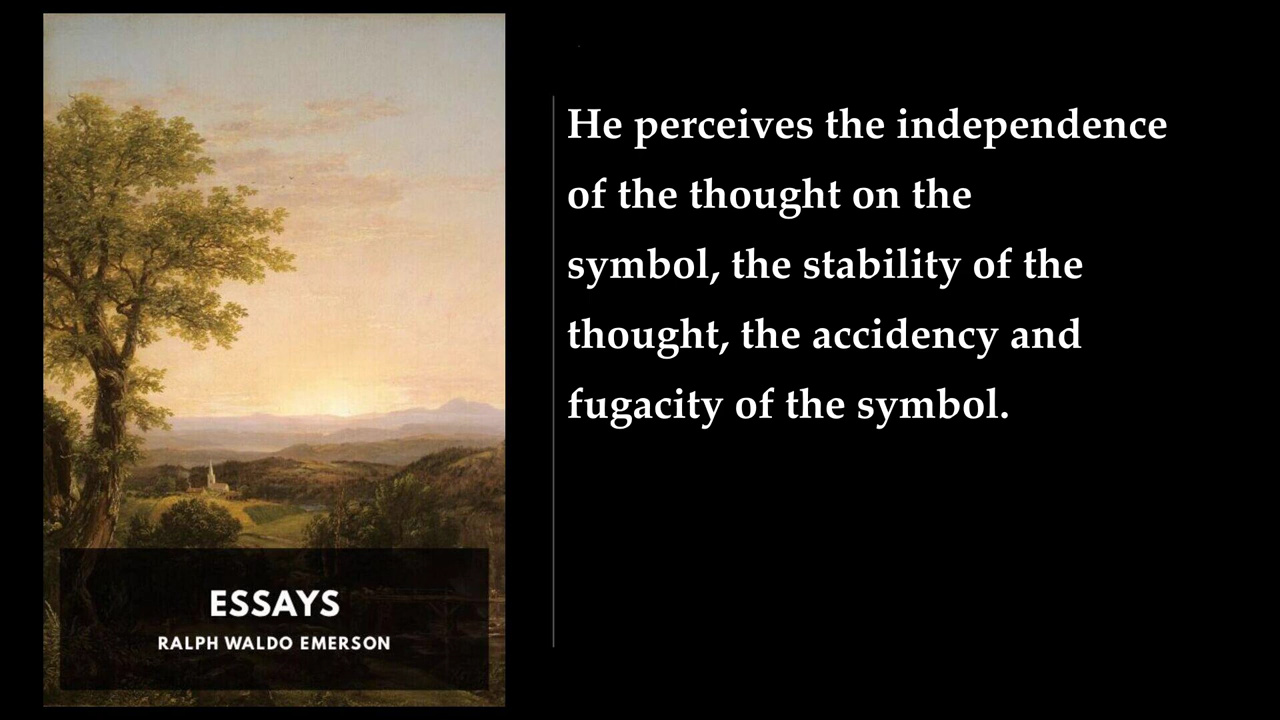 ESSAYS
RALPH WALDO EMERSON
He perceives the independence
of the thought on the
symbol, the stability of the
thought, the accidency and
fugacity of the symbol.